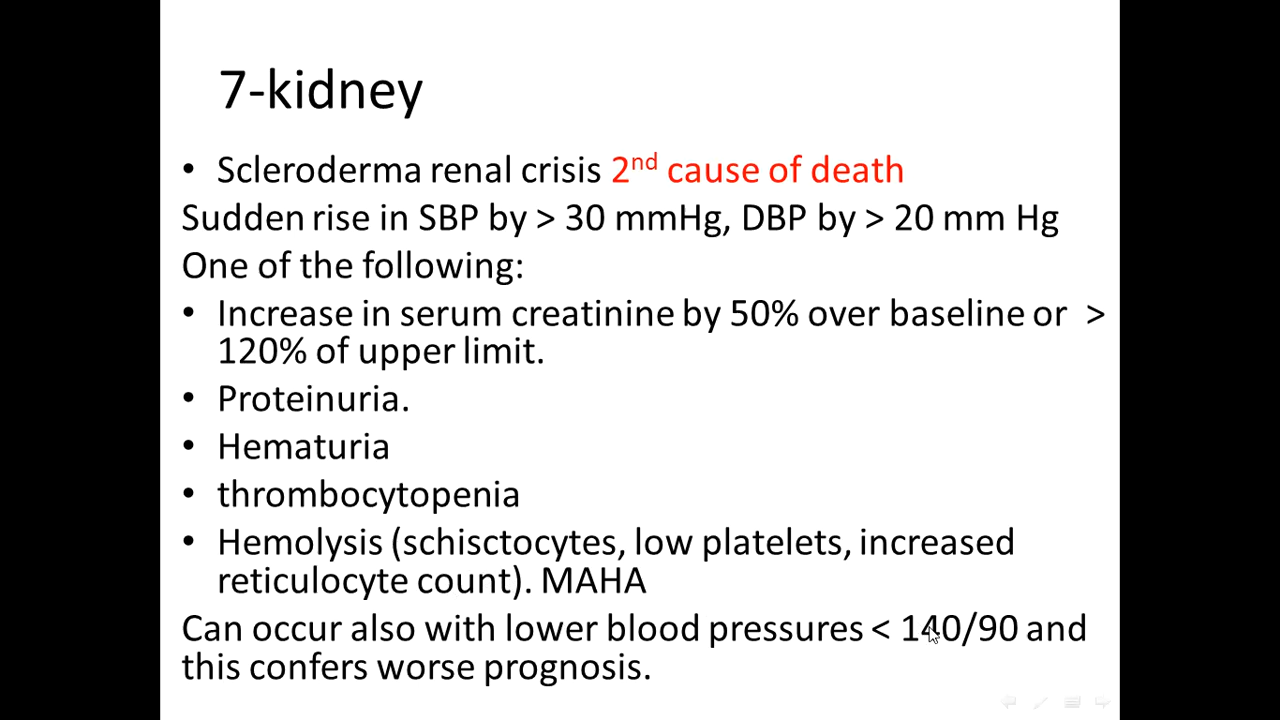 7-kidney
• Scleroderma renal crisis 2nd cause of death
Sudden rise in SBP by > 30 mmHg, DBP by > 20 mm Hg
One of the following:
• Increase in serum creatinine by 50% over baseline or >
120% of upper limit.
• Proteinuria.
• Hematuria
• thrombocytopenia
• Hemolysis (schisctocytes, low platelets, increased
reticulocyte count). MAHA
Can occur also with lower blood pressures < 140/90 and
this confers worse prognosis.